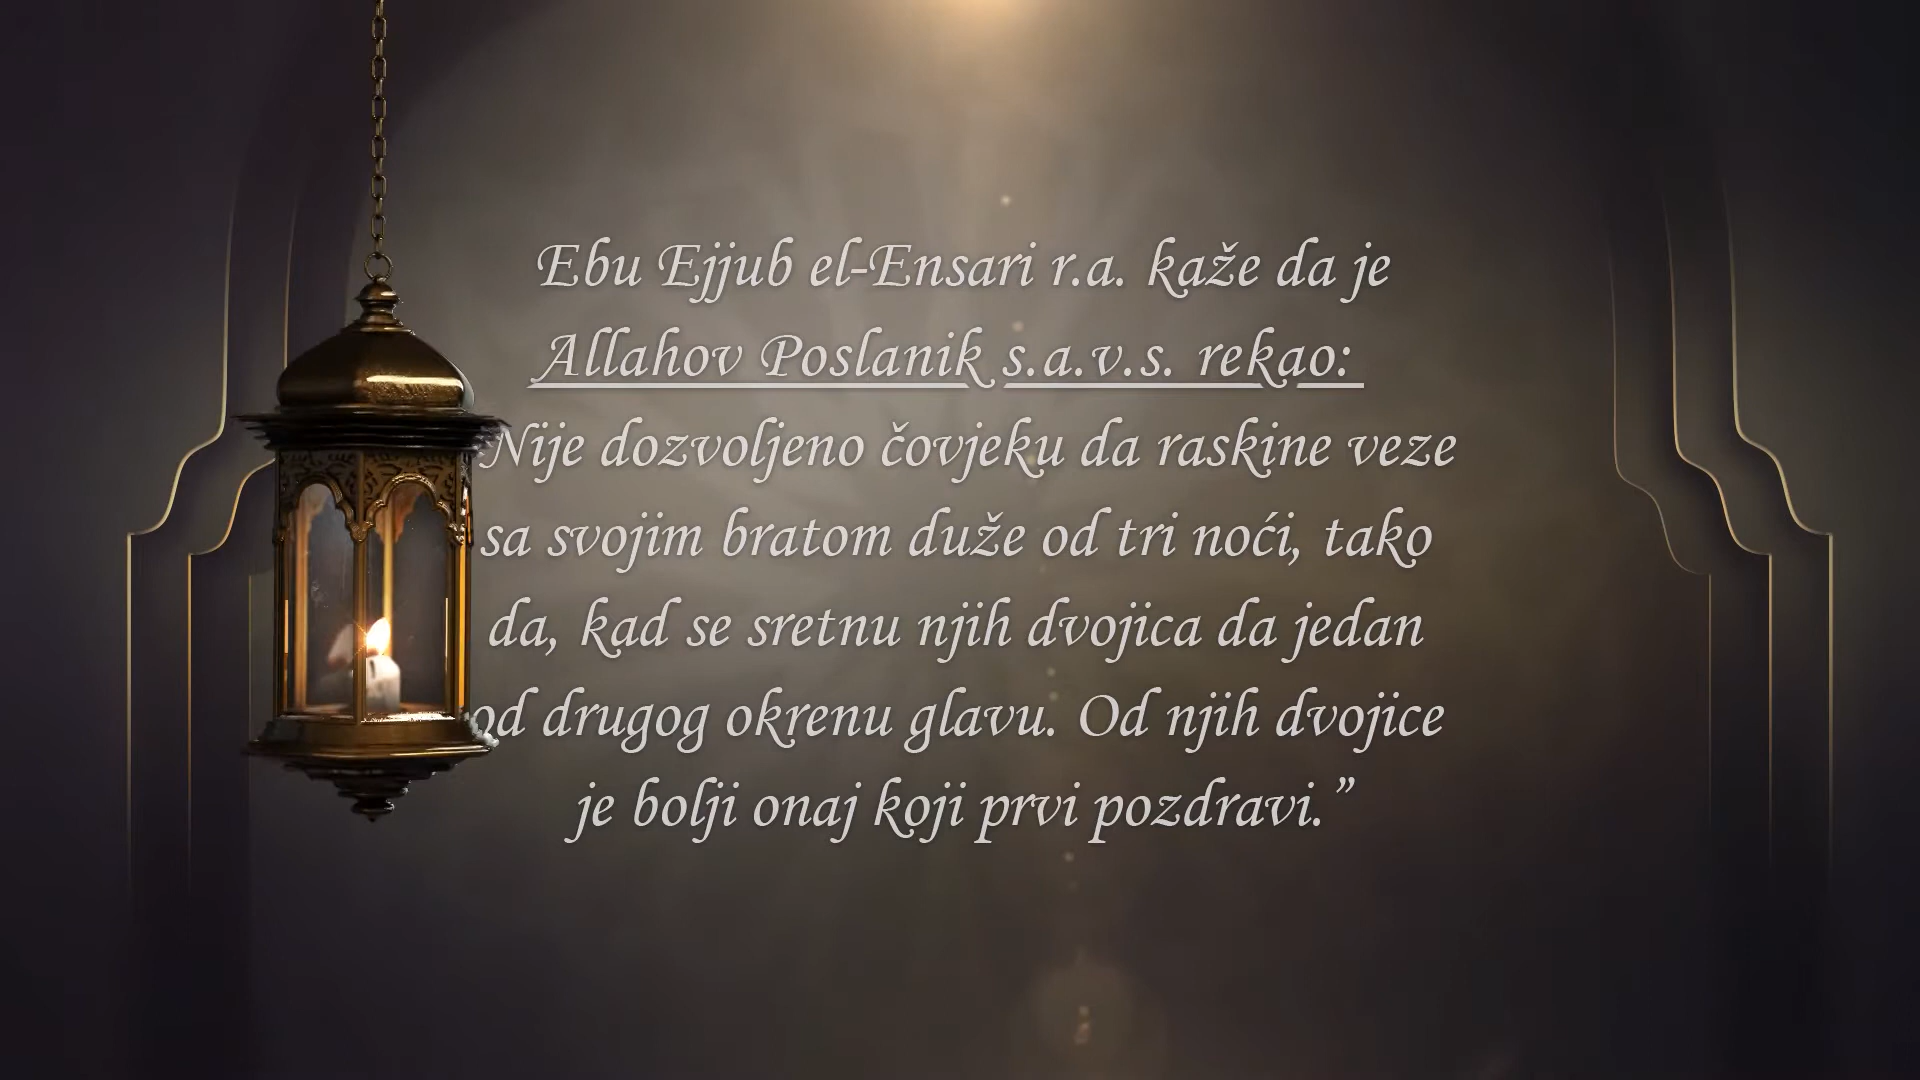 Ebu Ejjub el-Ensari r.a. kaže da je
Allahov Poslanik s.a.v.s. rekao:
Nije dozvoljeno čovjeku da raskine veze
sa svojim bratom duže od tri noći, tako
da, kad se sretnu njih dvojica da jedan
od drugog okrenu glavu. Od njih dvojice
je bolji onaj koji prvi pozdravi.”